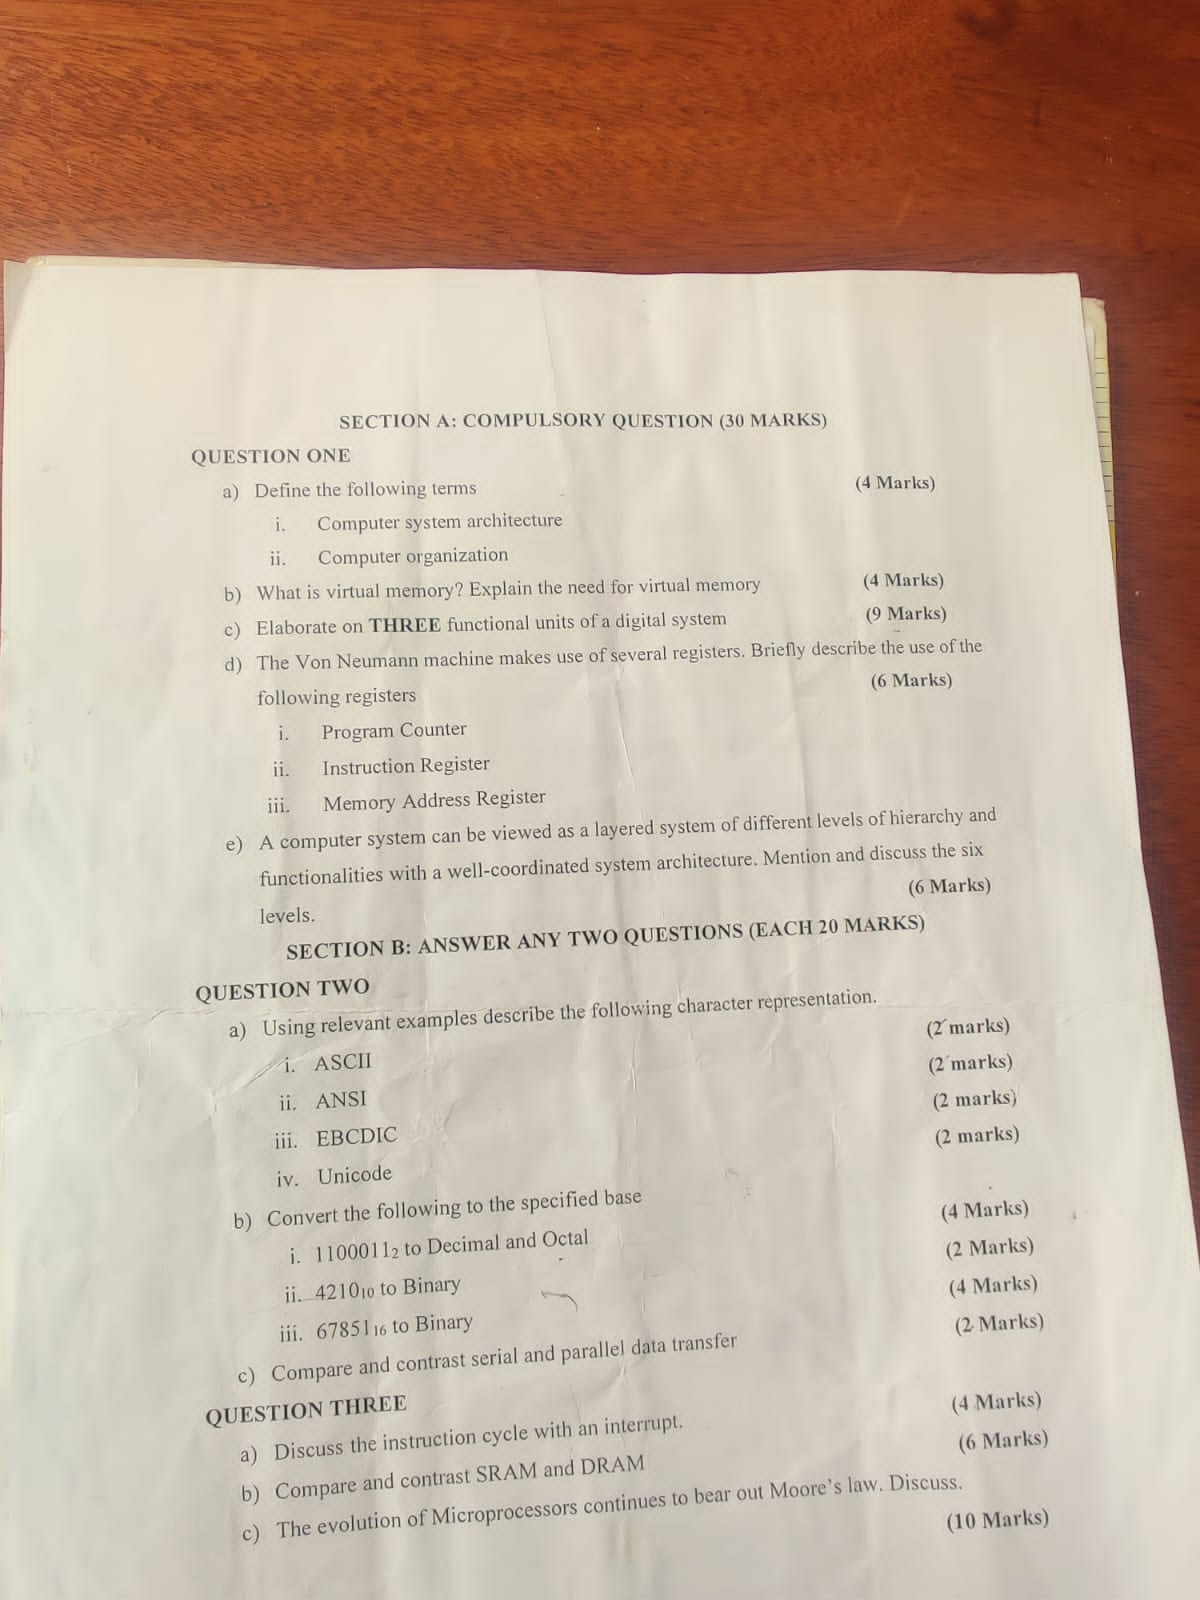 SECTION A: COMPULSORY QUESTION (30 MARKS)
QUESTION ONE
a) Define the following terms (4 Marks)
i. Computer system architecture
ii. Computer organization
b) What is virtual memory? Explain the need for virtual memory (4 Marks)
c) Elaborate on THREE functional units of a digital system (9 Marks)
d) The Von Neumann machine makes use of several registers. Briefly describe the use of the
following registers (6 Marks)
i. Program Counter
ii. Instruction Register
iii. Memory Address Register
e) A computer system can be viewed as a layered system of different levels of hierarchy and
functionalities with a well-coordinated system architecture. Mention and discuss the six
levels. (6 Marks)
SECTION B: ANSWER ANY TWO QUESTIONS (EACH 20 MARKS)
QUESTION TWO
a) Using relevant examples describe the following character representation.
i. ASCII (2 marks)
ii. ANSI (2 marks)
iii. EBCDIC (2 marks)
iv. Unicode (2 marks)
b) Convert the following to the specified base
i. 1100011₂ to Decimal and Octal (4 Marks)
ii. 4210₁₀ to Binary (2 Marks)
iii. 67851₁₆ to Binary (4 Marks)
c) Compare and contrast serial and parallel data transfer (2 Marks)
QUESTION THREE
a) Discuss the instruction cycle with an interrupt. (4 Marks)
b) Compare and contrast SRAM and DRAM (6 Marks)
c) The evolution of Microprocessors continues to bear out Moore's law. Discuss.
(10 Marks)